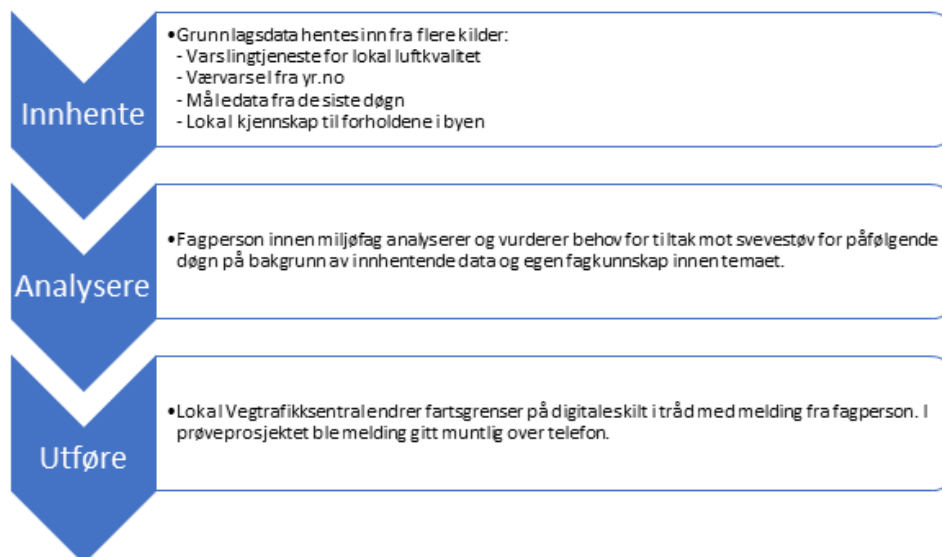 Innhente
•Grunnlagsdata hentes inn fra flere kilder:
- Varslingtjeneste for lokal luftkvalitet
- Værvarsel fra yr.no
- Måledata fra de siste døgn
- Lokal kjennskap til forholdene i byen
Analysere
•Fagperson innen miljøfag analyserer og vurderer behov for tiltak mot svevestøv for påfølgende
døgn på bakgrunn av innhentende data og egen fagkunnskap innen temaet.
Utføre
•Lokal Vegtrafikksentral endrer fartsgrenser på digitale skilt i tråd med melding fra fagperson. I
prøveprosjektet ble melding gitt muntlig over telefon.